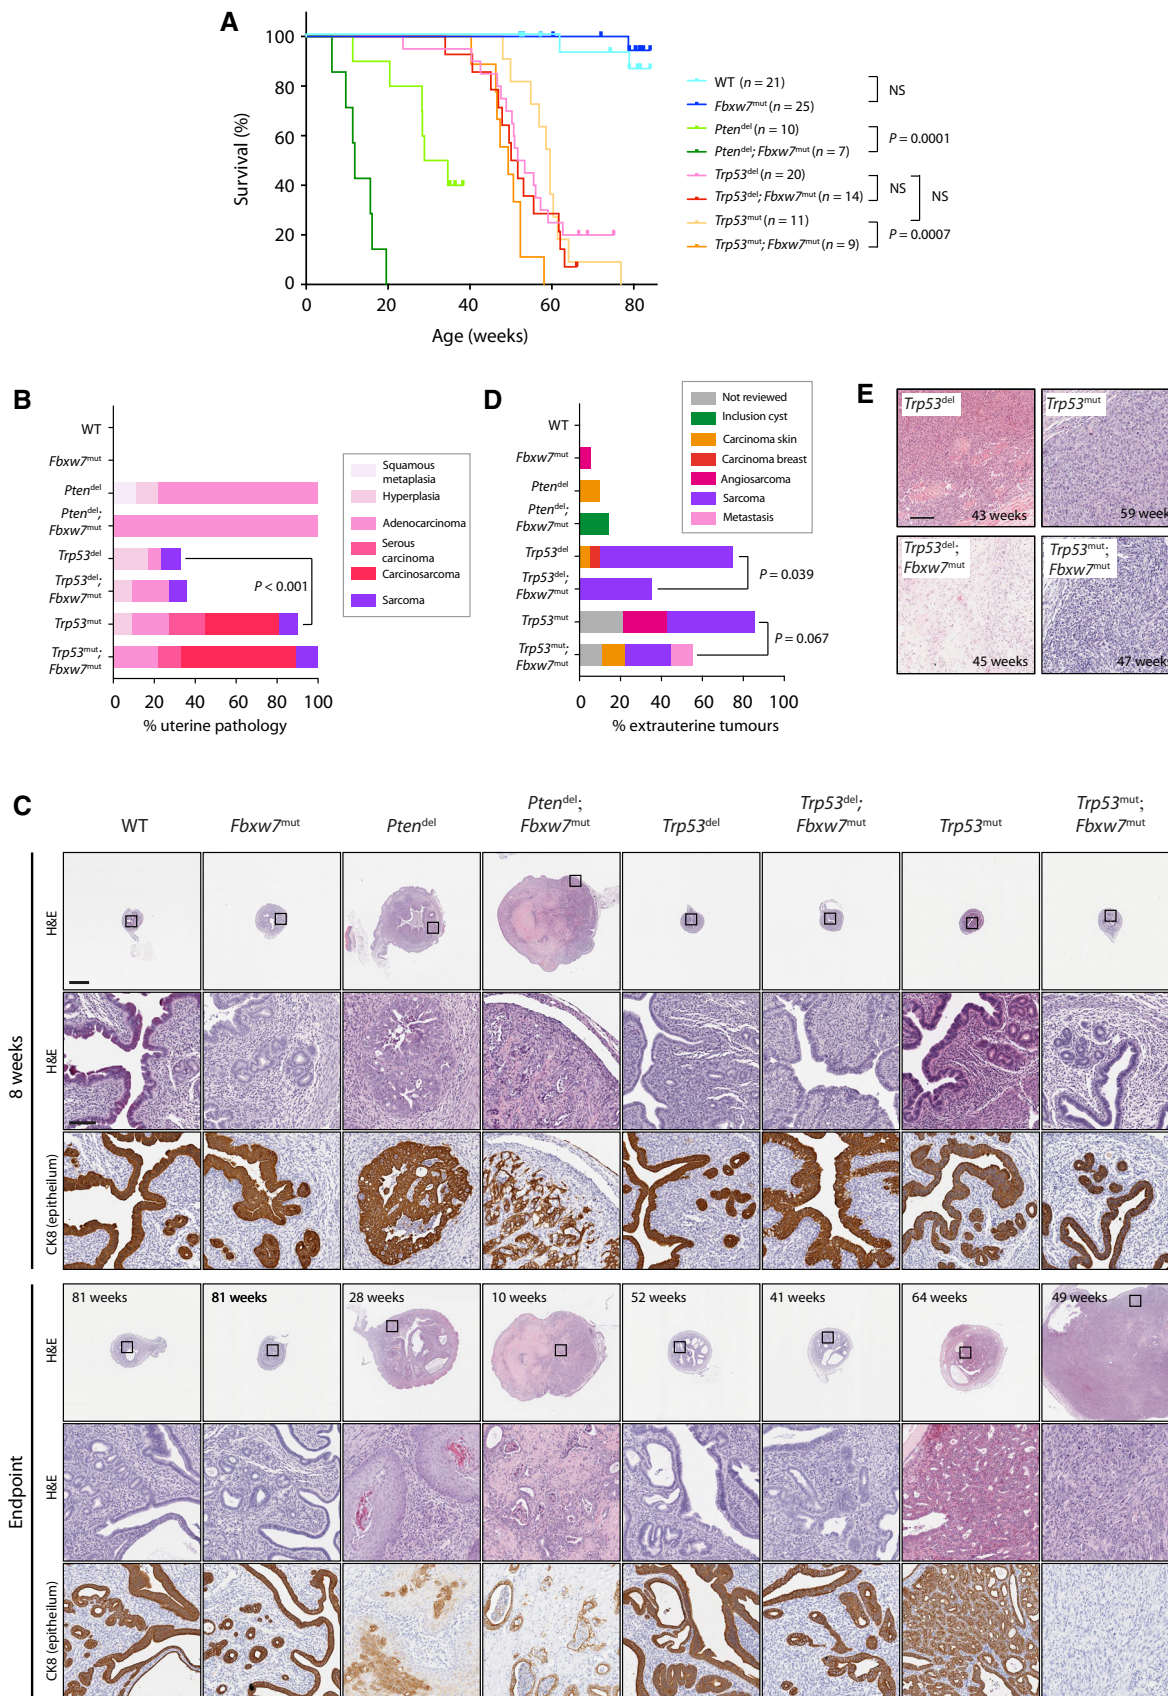 A
100
80
60
40
20
0
Survival (%)
0 20 40 60 80
Age (weeks)
WT (n = 21)
Fbxw7mut (n = 25)
Ptendel (n = 10)
Ptendel; Fbxw7mut (n = 7)
Trp53del (n = 20)
Trp53del; Fbxw7mut (n = 14)
Trp53mut (n = 11)
Trp53mut; Fbxw7mut (n = 9)
NS
P = 0.0001
NS
NS
P = 0.0007
B
WT
Fbxw7mut
Ptendel
Ptendel;
Fbxw7mut
Trp53del
Trp53del;
Fbxw7mut
Trp53mut
Trp53mut;
Fbxw7mut
P < 0.001
0 20 40 60 80 100
% uterine pathology
Squamous
metaplasia
Hyperplasia
Adenocarcinoma
Serous
carcinoma
Carcinosarcoma
Sarcoma
D
WT
Fbxw7mut
Ptendel
Ptendel;
Fbxw7mut
Trp53del
Trp53del;
Fbxw7mut
Trp53mut
Trp53mut;
Fbxw7mut
P = 0.039
P = 0.067
0 20 40 60 80 100
% extrauterine tumours
Not reviewed
Inclusion cyst
Carcinoma skin
Carcinoma breast
Angiosarcoma
Sarcoma
Metastasis
E
Trp53del
43 weeks
Trp53mut
59 week
Trp53del;
Fbxw7mut
45 weeks
Trp53mut;
Fbxw7mut
47 week
C
WT
Fbxw7mut
Ptendel
Ptendel;
Fbxw7mut
Trp53del
Trp53del;
Fbxw7mut
Trp53mut
Trp53mut;
Fbxw7mut
8 weeks
H&E
H&E
CK8 (epitheilum)
Endpoint
H&E
81 weeks
81 weeks
28 weeks
10 weeks
52 weeks
41 weeks
64 weeks
49 weeks
H&E
CK8 (epitheilum)